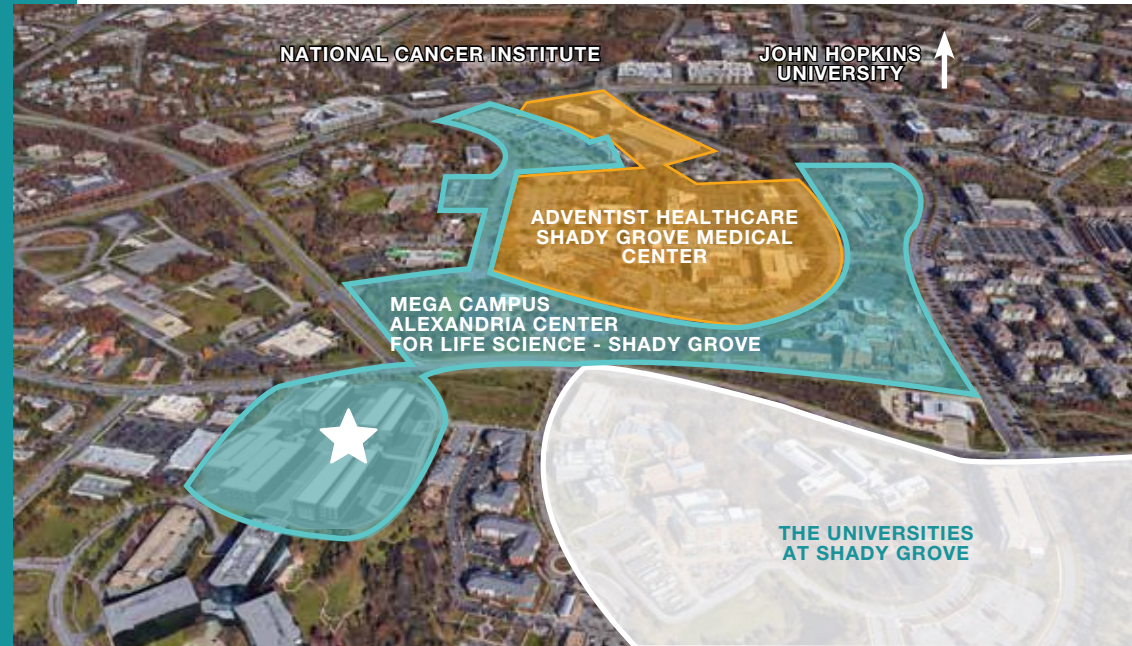 NATIONAL CANCER INSTITUTE
JOHN HOPKINS
UNIVERSITY
ADVENTIST HEALTHCARE
SHADY GROVE MEDICAL
CENTER
MEGA CAMPUS
ALEXANDRIA CENTER
FOR LIFE SCIENCE - SHADY GROVE
THE UNIVERSITIES
AT SHADY GROVE